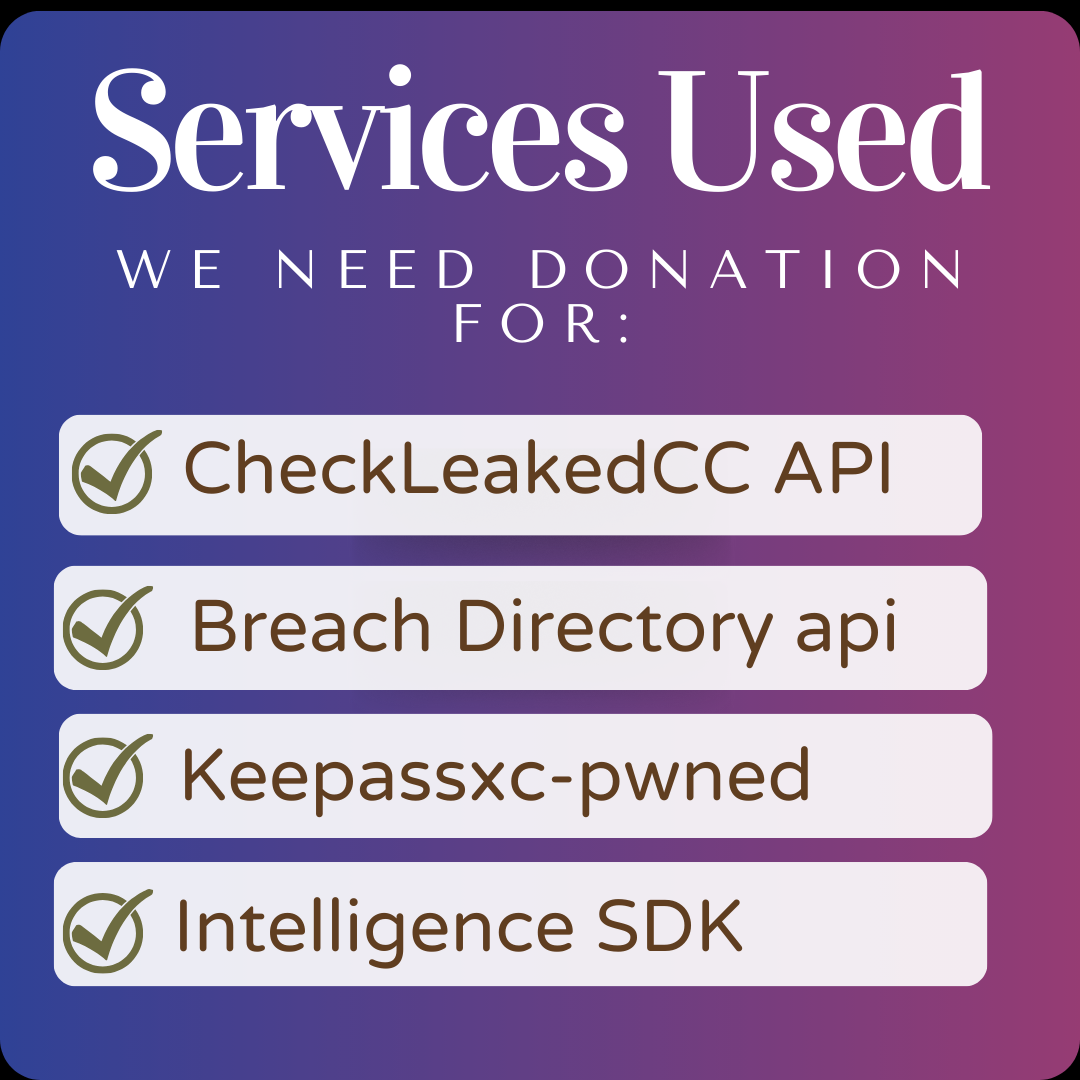 Services Used
WE NEED DONATION
FOR:
CheckLeakedCC API
Breach Directory api
Keepassxc-pwned
Intelligence SDK